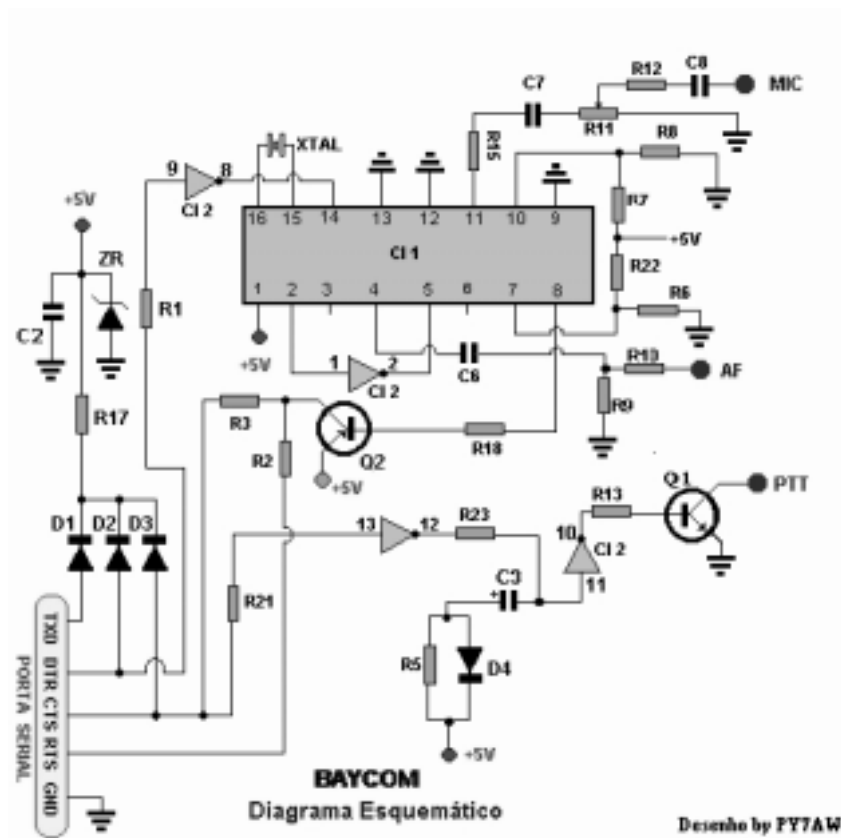 C8
R12
MIC
C7
R11
R15
R8
XTAL
9
8
CI 2
+5V
16
15
14
13
12
11
10
9
R7
+5V
CI 1
R22
ZR
1
2
3
4
5
6
7
8
R6
C2
R1
+5V
1
2
CI 2
C6
R10
AF
R9
R17
R3
R2
Q2
R18
+5V
Q1
PTT
R13
10
CI 2
11
D1
D2
D3
13
12
R23
C3
+
R21
R5
D4
+5V
PORTA SERIAL
TXD
DTR
CTS
RTS
GND
BAYCOM
Diagrama Esquemático
Desenho by PY7AW